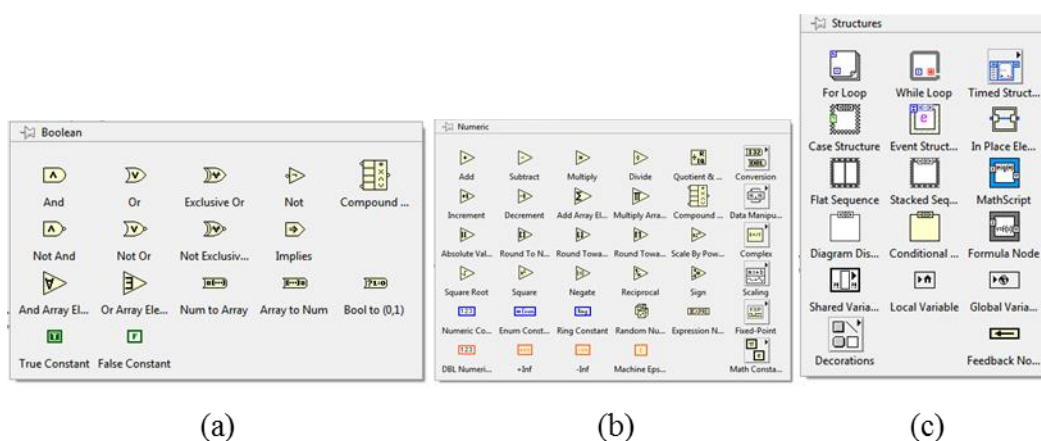 Boolean
And Or Exclusive Or Not Compound ...
Not And Not Or Not Exclusiv... Implies
And Array El... Or Array Ele... Num to Array Array to Num Bool to (0,1)
True Constant False Constant
Numeric
Add Subtract Multiply Divide Quotient & ... Conversion
Increment Decrement Add Array El... Multiply Arra... Compound ... Data Manipu...
Absolute Val... Round To N... Round Towa... Round Towa... Scale By Pow... Complex
Square Root Square Negate Reciprocal Sign Scaling
Numeric Co... Enum Const... Ring Constant Random Nu... Expression N... Fixed-Point
DBL Numeri... +Inf -Inf Machine Eps... Math Consta...
Structures
For Loop While Loop Timed Struct...
Case Structure Event Struct... In Place Ele...
Flat Sequence Stacked Seq... MathScript
Diagram Dis... Conditional ... Formula Node
Shared Varia... Local Variable Global Varia...
Decorations Feedback No...
(a) (b) (c)